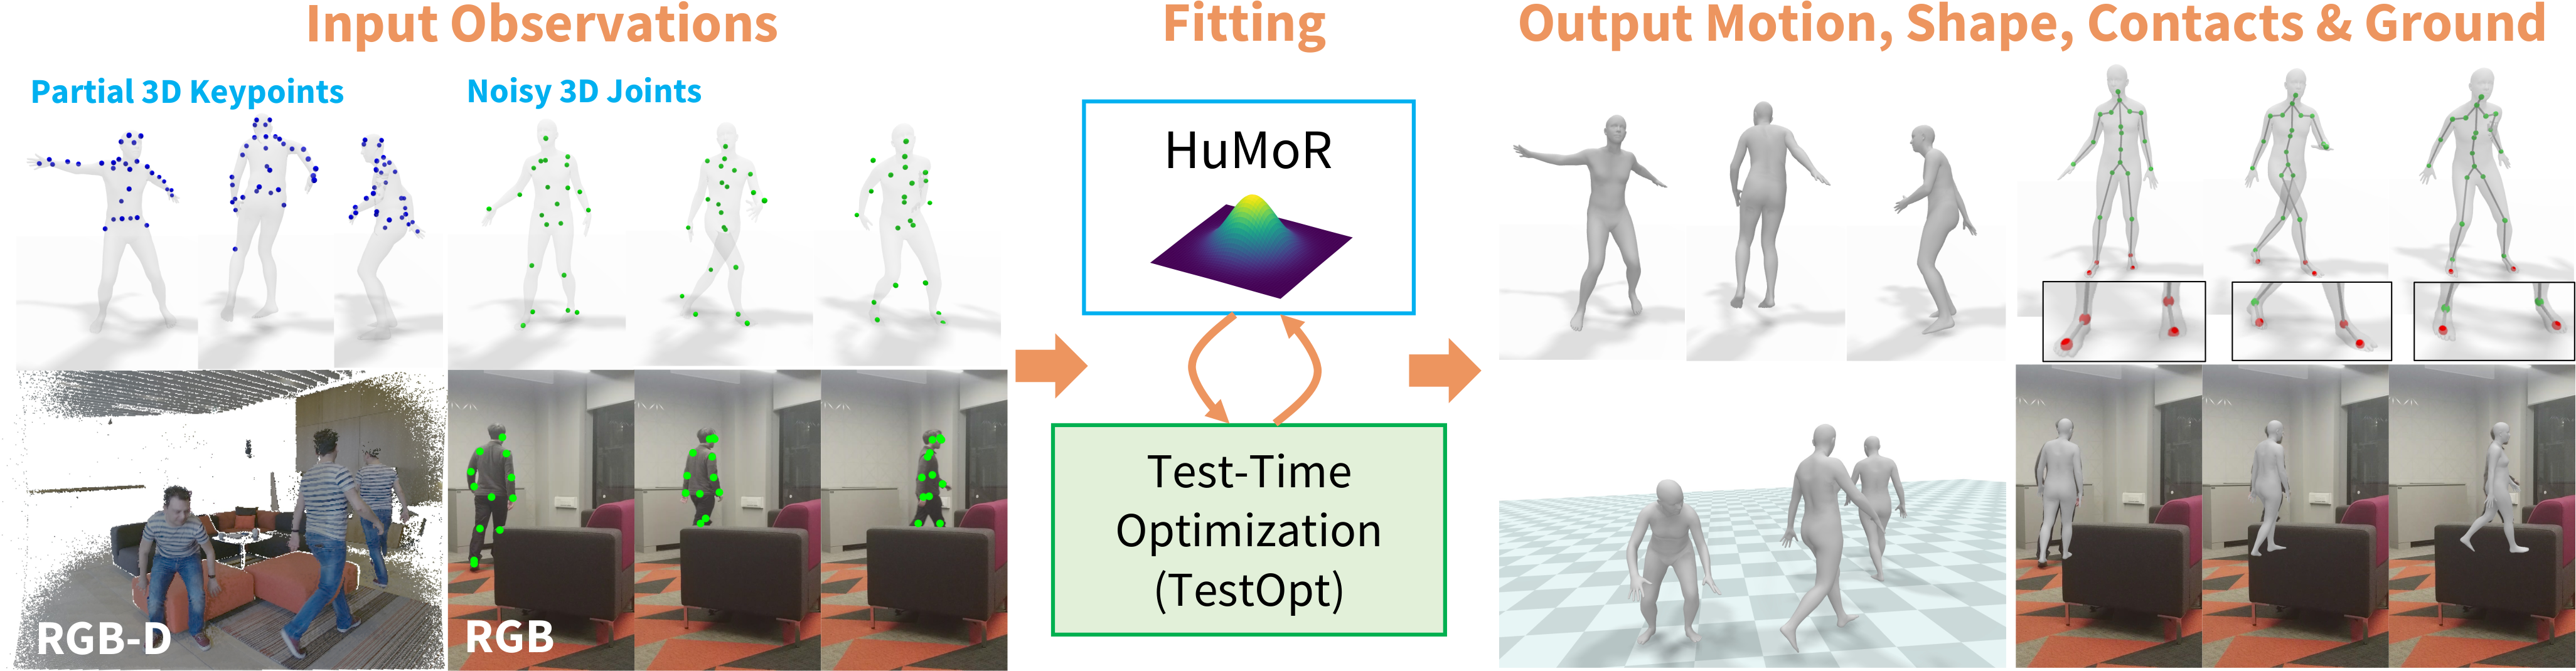 Input Observations
Fitting
Output Motion, Shape, Contacts & Ground
Partial 3D Keypoints
Noisy 3D Joints
HuMoR
Test-Time
Optimization
(TestOpt)
RGB-D
RGB